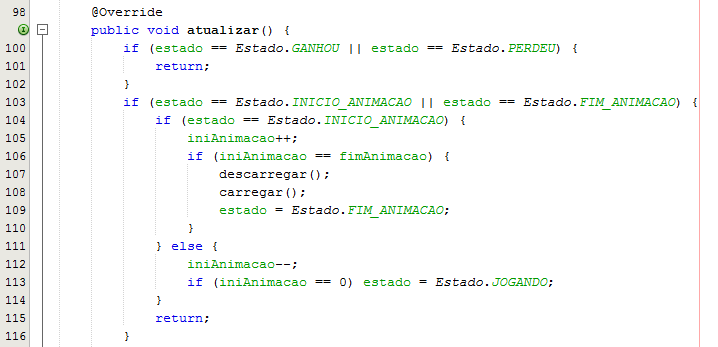 98 @Override
public void atualizar() {
100 if (estado == Estado.GANHOU || estado == Estado.PERDEU) {
101 return;
102 }
103 if (estado == Estado.INICIO_ANIMACAO || estado == Estado.FIM_ANIMACAO) {
104 if (estado == Estado.INICIO_ANIMACAO) {
105 iniAnimacao++;
106 if (iniAnimacao == fimAnimacao) {
107 descarregar();
108 carregar();
109 estado = Estado.FIM_ANIMACAO;
110 }
111 } else {
112 iniAnimacao--;
113 if (iniAnimacao == 0) estado = Estado.JOGANDO;
114 }
115 return;
116 }